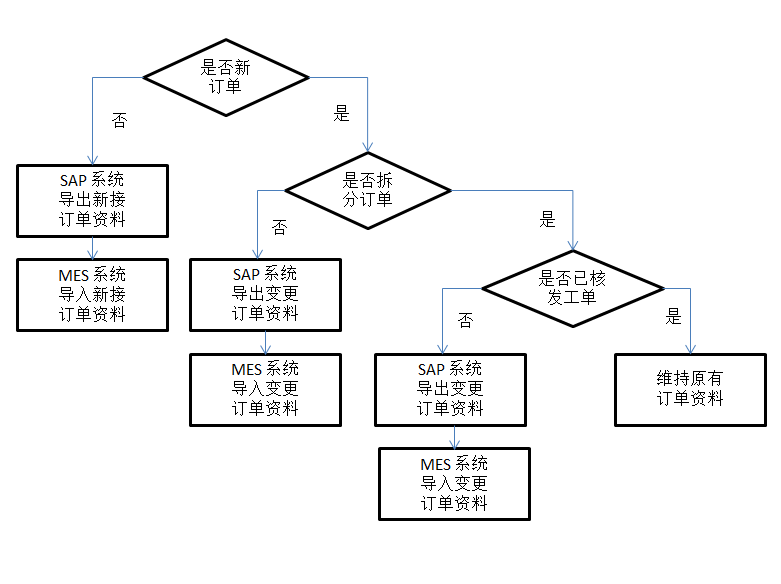 是否新
订单
否
是
SAP 系统
导出新接
订单资料
是否拆
分订单
MES 系统
导入新接
订单资料
否
是
SAP 系统
导出变更
订单资料
是否已核
发工单
MES 系统
导入变更
订单资料
否
是
SAP 系统
导出变更
订单资料
维持原有
订单资料
MES 系统
导入变更
订单资料